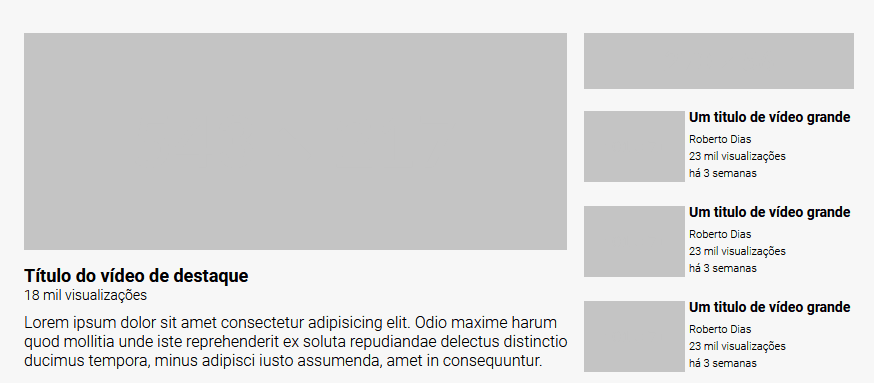 Título do vídeo de destaque
18 mil visualizações
Lorem ipsum dolor sit amet consectetur adipisicing elit. Odio maxime harum
quod mollitia unde iste reprehenderit ex soluta repudiandae delectus distinctio
ducimus tempora, minus adipisci iusto assumenda, amet in consequuntur.
Um titulo de vídeo grande
Roberto Dias
23 mil visualizações
há 3 semanas
Um titulo de vídeo grande
Roberto Dias
23 mil visualizações
há 3 semanas
Um titulo de vídeo grande
Roberto Dias
23 mil visualizações
há 3 semanas